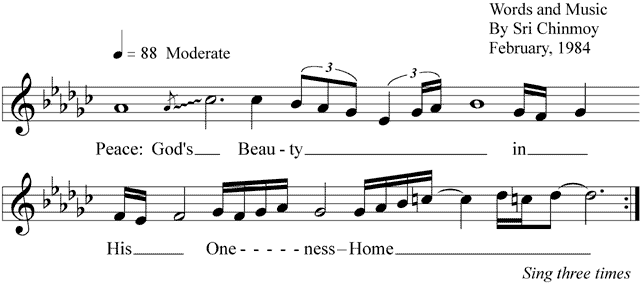 Words and Music
By Sri Chinmoy
February, 1984
= 88 Moderate
3 3
Peace: God's Beau - ty in
His One - - - - - ness – Home
Sing three times